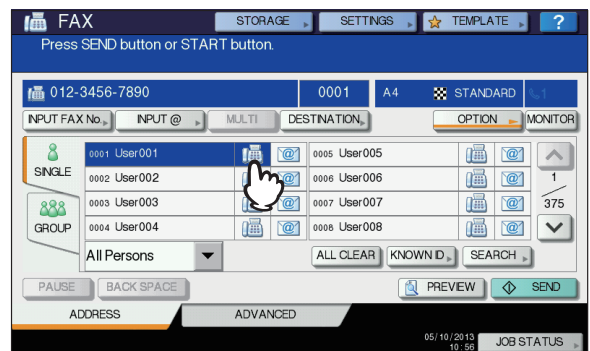 FAX STORAGE SETTINGS TEMPLATE ?
Press SEND button or START button.
012-3456-7890 0001 A4 STANDARD 1
INPUT FAX No. INPUT @ MULTI DESTINATION OPTION MONITOR
SINGLE
GROUP
0001 User001 @ 0005 User005 @
0002 User002 @ 0006 User006 @
0003 User003 @ 0007 User007 @
0004 User004 @ 0008 User008 @
1
375
All Persons ALL CLEAR KNOWN ID SEARCH
PAUSE BACK SPACE PREVIEW SEND
ADDRESS ADVANCED
05/10/2013
10:56
JOB STATUS